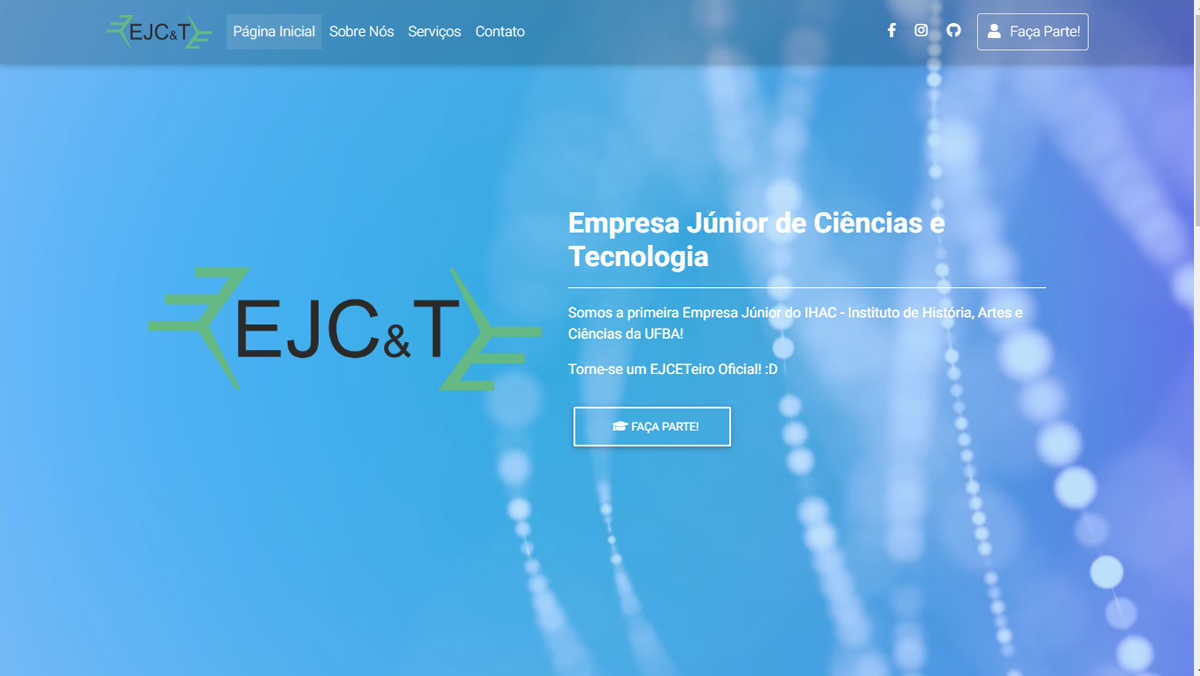 EJC&T
Página Inicial
Sobre Nós
Serviços
Contato
Faça Parte!
EJC&T
Empresa Júnior de Ciências e
Tecnologia
Somos a primeira Empresa Júnior do IHAC - Instituto de História, Artes e
Ciências da UFBA!
Torne-se um EJCETeiro Oficial! :D
FAÇA PARTE!